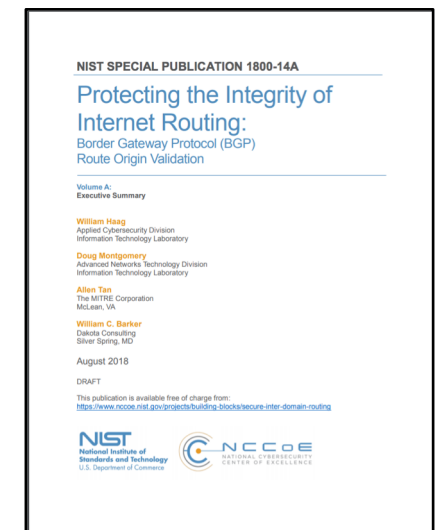 NIST SPECIAL PUBLICATION 1800-14A
Protecting the Integrity of
Internet Routing:
Border Gateway Protocol (BGP)
Route Origin Validation
Volume A:
Executive Summary
William Haag
Applied Cybersecurity Division
Information Technology Laboratory
Doug Montgomery
Advanced Networks Technology Division
Information Technology Laboratory
Allen Tan
The MITRE Corporation
McLean, VA
William C. Barker
Dakota Consulting
Silver Spring, MD
August 2018
DRAFT
This publication is available free of charge from:
https://www.nccoe.nist.gov/projects/building-blocks/secure-inter-domain-routing
NIST
National Institute of
Standards and Technology
U.S. Department of Commerce
NCCoE
NATIONAL CYBERSECURITY
CENTER OF EXCELLENCE